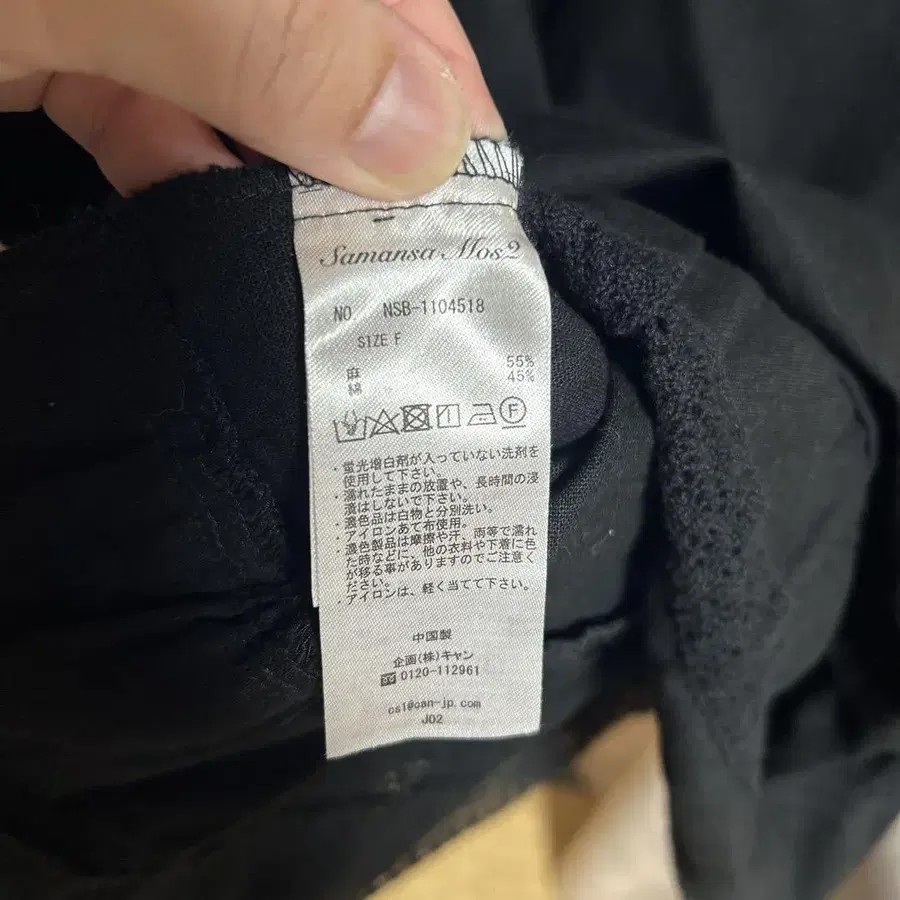 Samansa Mos2
NO. NSB-1104518
SIZE F
麻 55%
綿 45%
F
・蛍光増白剤が入っていない洗剤を
使用して下さい。
・濡れたままの放置や、長時間の浸
漬はしないで下さい。
・濃色品は白物と分別洗い。
・アイロンあて布使用。
・濃色製品は摩擦や汗、雨等で濡れ
た時などに、他の衣料や下着に色
が移る事がありますのでご注意く
ださい。
・アイロンは、軽く当てて下さい。
中国製
企画(株)キャン
0120-112961
cs1@can-jp.com
J02